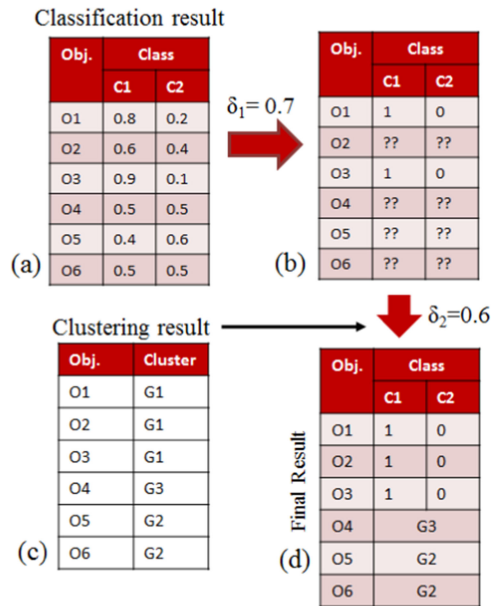 Classification result
Obj. Class
C1 C2
O1 0.8 0.2
O2 0.6 0.4
O3 0.9 0.1
O4 0.5 0.5
O5 0.4 0.6
O6 0.5 0.5
(a)
δ₁= 0.7
Obj. Class
C1 C2
O1 1 0
O2 ?? ??
O3 1 0
O4 ?? ??
O5 ?? ??
O6 ?? ??
(b)
δ₂=0.6
Clustering result
Obj. Cluster
O1 G1
O2 G1
O3 G1
O4 G3
O5 G2
O6 G2
(c)
Final Result
Obj. Class
C1 C2
O1 1 0
O2 1 0
O3 1 0
O4 G3
O5 G2
O6 G2
(d)